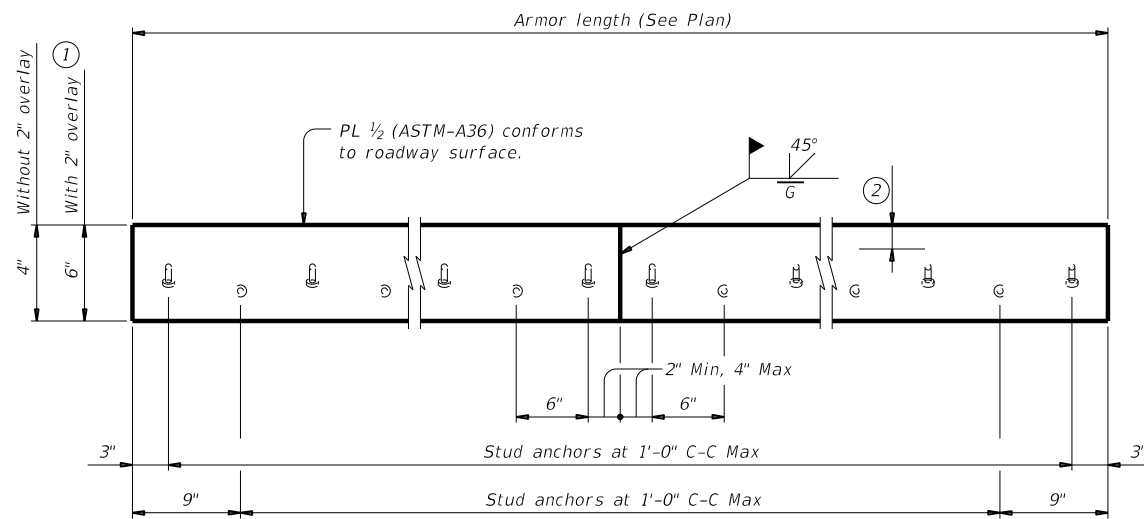 Armor length (See Plan)
Without 2" overlay
1
With 2" overlay
PL ½ (ASTM-A36) conforms
to roadway surface.
45°
G
2
4"
6"
2" Min, 4" Max
6"
6"
3"
Stud anchors at 1'-0" C-C Max
3"
9"
Stud anchors at 1'-0" C-C Max
9"